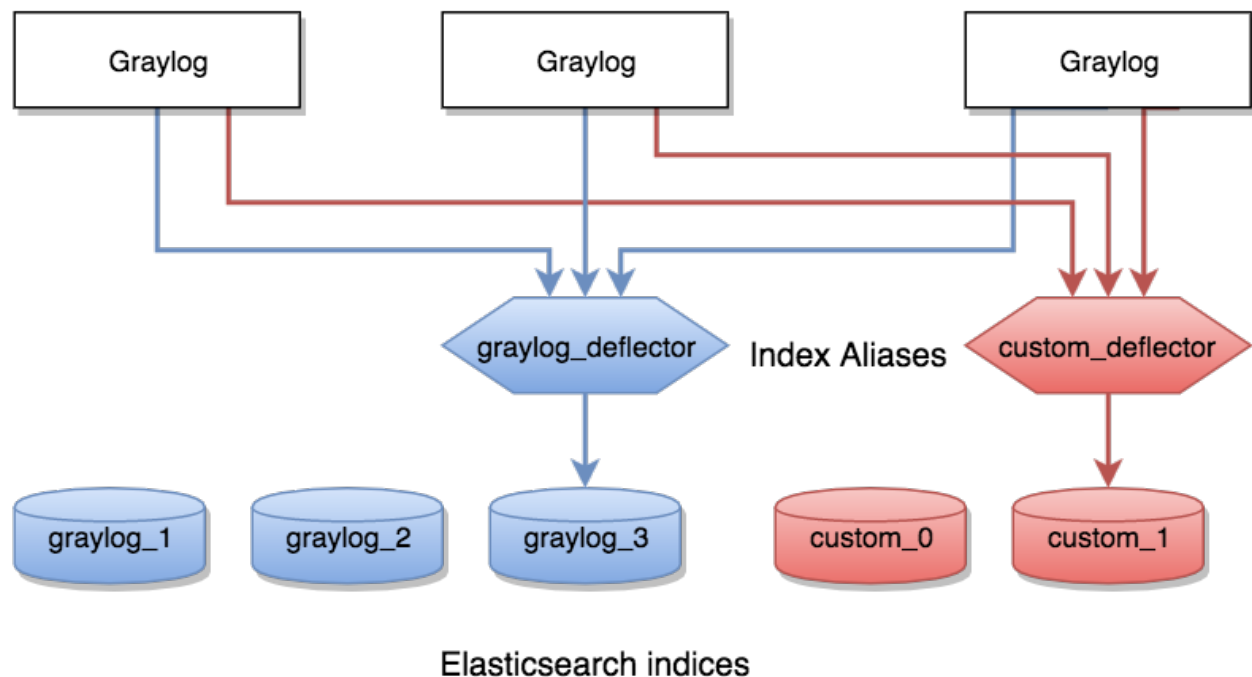 Graylog
Graylog
Graylog
graylog_deflector
Index Aliases
custom_deflector
graylog_1
graylog_2
graylog_3
custom_0
custom_1
Elasticsearch indices